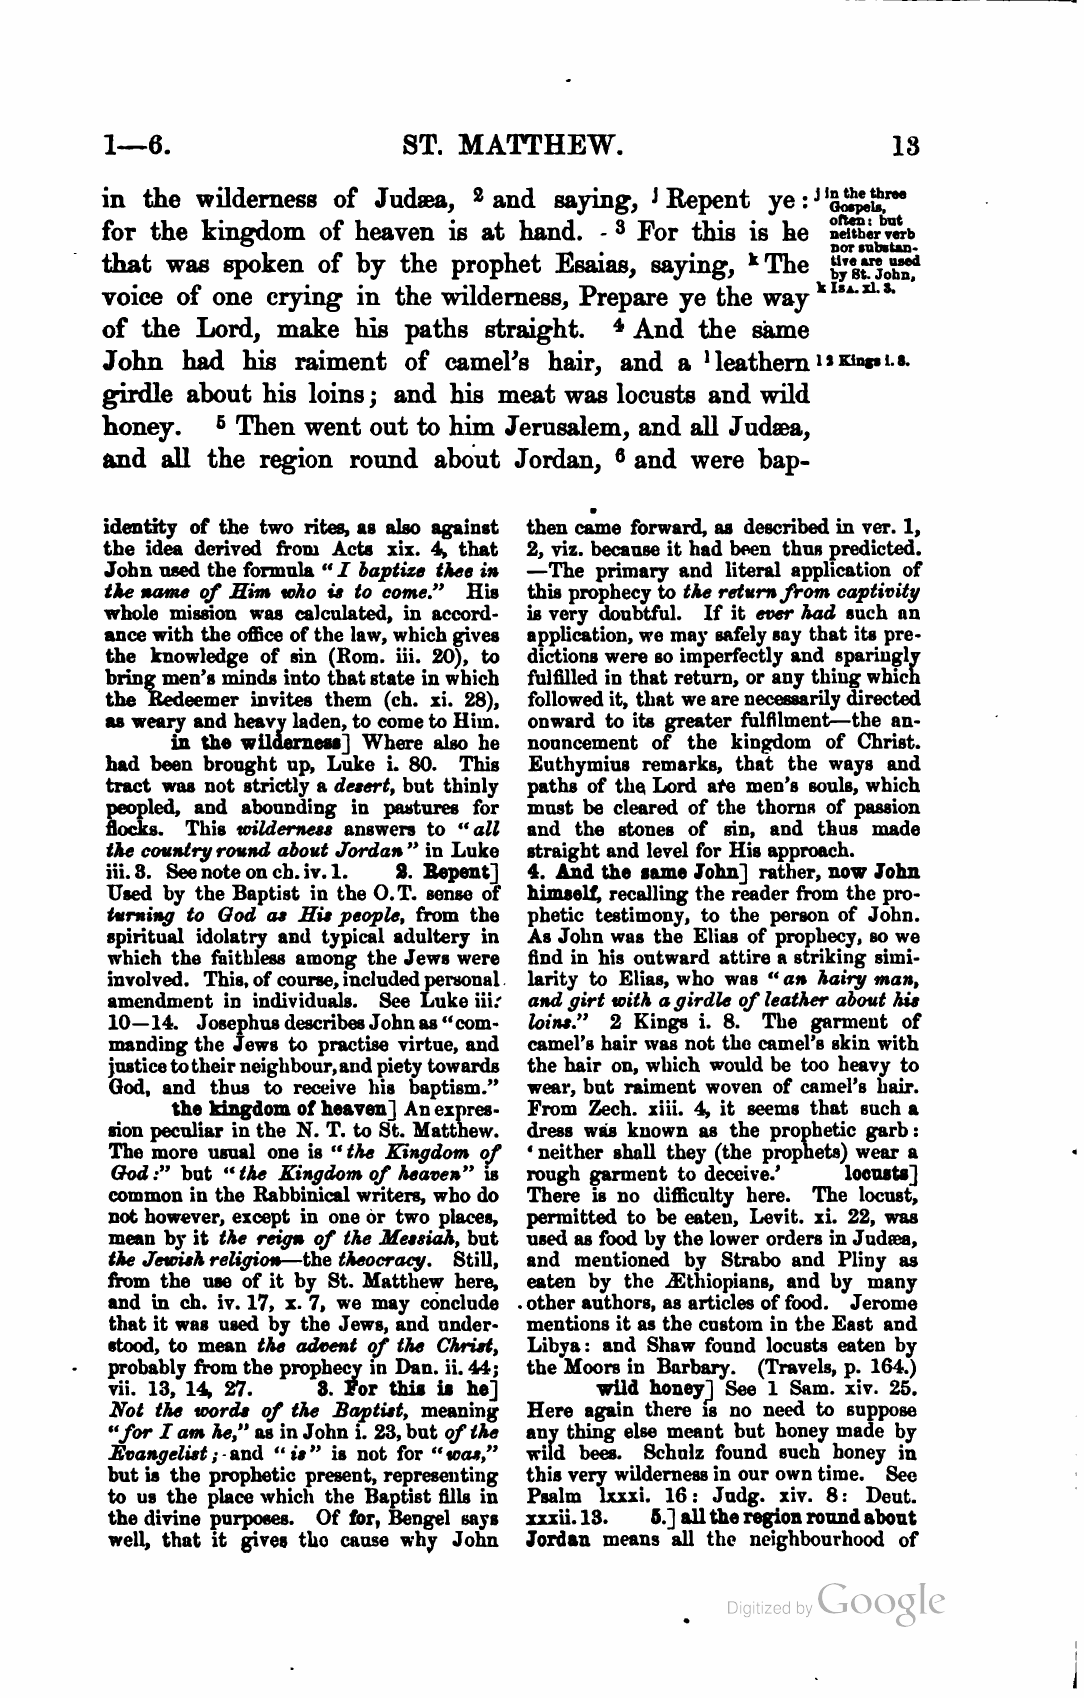 1—6. ST. MATTHEW. 13
in the wilderness of Judæa, 2 and saying, j Repent ye :
for the kingdom of heaven is at hand. 3 For this is he
that was spoken of by the prophet Esaias, saying, k The
voice of one crying in the wilderness, Prepare ye the way
of the Lord, make his paths straight. 4 And the same
John had his raiment of camel's hair, and a l leathern
girdle about his loins; and his meat was locusts and wild
honey. 5 Then went out to him Jerusalem, and all Judæa,
and all the region round about Jordan, 6 and were bap-
j in the three
Gospels,
often: but
neither verb
nor substan-
tive are used
by St. John,
k ISA. xl. 3.
l 2 Kings i. 8.
identity of the two rites, as also against
the idea derived from Acts xix. 4, that
John used the formula "I baptize thee in
the name of Him who is to come." His
whole mission was calculated, in accord-
ance with the office of the law, which gives
the knowledge of sin (Rom. iii. 20), to
bring men's minds into that state in which
the Redeemer invites them (ch. xi. 28),
as weary and heavy laden, to come to Him.
in the wilderness] Where also he
had been brought up, Luke i. 80. This
tract was not strictly a desert, but thinly
peopled, and abounding in pastures for
flocks. This wilderness answers to "all
the country round about Jordan" in Luke
iii. 3. See note on ch. iv. 1. 2. Repent]
Used by the Baptist in the O. T. sense of
turning to God as His people, from the
spiritual idolatry and typical adultery in
which the faithless among the Jews were
involved. This, of course, included personal
amendment in individuals. See Luke iii.
10—14. Josephus describes John as "com-
manding the Jews to practise virtue, and
justice to their neighbour, and piety towards
God, and thus to receive his baptism."
the kingdom of heaven] An expres-
sion peculiar in the N. T. to St. Matthew.
The more usual one is "the Kingdom of
God:" but "the Kingdom of heaven" is
common in the Rabbinical writers, who do
not however, except in one or two places,
mean by it the reign of the Messiah, but
the Jewish religion—the theocracy. Still,
from the use of it by St. Matthew here,
and in ch. iv. 17, x. 7, we may conclude
that it was used by the Jews, and under-
stood, to mean the advent of the Christ,
probably from the prophecy in Dan. ii. 44;
vii. 13, 14, 27. 3. For this is he]
Not the words of the Baptist, meaning
"for I am he," as in John i. 23, but of the
Evangelist; and "is" is not for "was,"
but is the prophetic present, representing
to us the place which the Baptist fills in
the divine purposes. Of for, Bengel says
well, that it gives the cause why John
then came forward, as described in ver. 1,
2, viz. because it had been thus predicted.
—The primary and literal application of
this prophecy to the return from captivity
is very doubtful. If it ever had such an
application, we may safely say that its pre-
dictions were so imperfectly and sparingly
fulfilled in that return, or any thing which
followed it, that we are necessarily directed
onward to its greater fulfilment—the an-
nouncement of the kingdom of Christ.
Euthymius remarks, that the ways and
paths of the Lord are men's souls, which
must be cleared of the thorns of passion
and the stones of sin, and thus made
straight and level for His approach.
4. And the same John] rather, now John
himself, recalling the reader from the pro-
phetic testimony, to the person of John.
As John was the Elias of prophecy, so we
find in his outward attire a striking simi-
larity to Elias, who was "an hairy man,
and girt with a girdle of leather about his
loins." 2 Kings i. 8. The garment of
camel's hair was not the camel's skin with
the hair on, which would be too heavy to
wear, but raiment woven of camel's hair.
From Zech. xiii. 4, it seems that such a
dress was known as the prophetic garb:
'neither shall they (the prophets) wear a
rough garment to deceive.' locusts]
There is no difficulty here. The locust,
permitted to be eaten, Levit. xi. 22, was
used as food by the lower orders in Judæa,
and mentioned by Strabo and Pliny as
eaten by the Æthiopians, and by many
other authors, as articles of food. Jerome
mentions it as the custom in the East and
Libya: and Shaw found locusts eaten by
the Moors in Barbary. (Travels, p. 164.)
wild honey] See 1 Sam. xiv. 25.
Here again there is no need to suppose
any thing else meant but honey made by
wild bees. Schulz found such honey in
this very wilderness in our own time. See
Psalm lxxxi. 16: Judg. xiv. 8: Deut.
xxxii. 13. 5.] all the region round about
Jordan means all the neighbourhood of
Digitized by Google